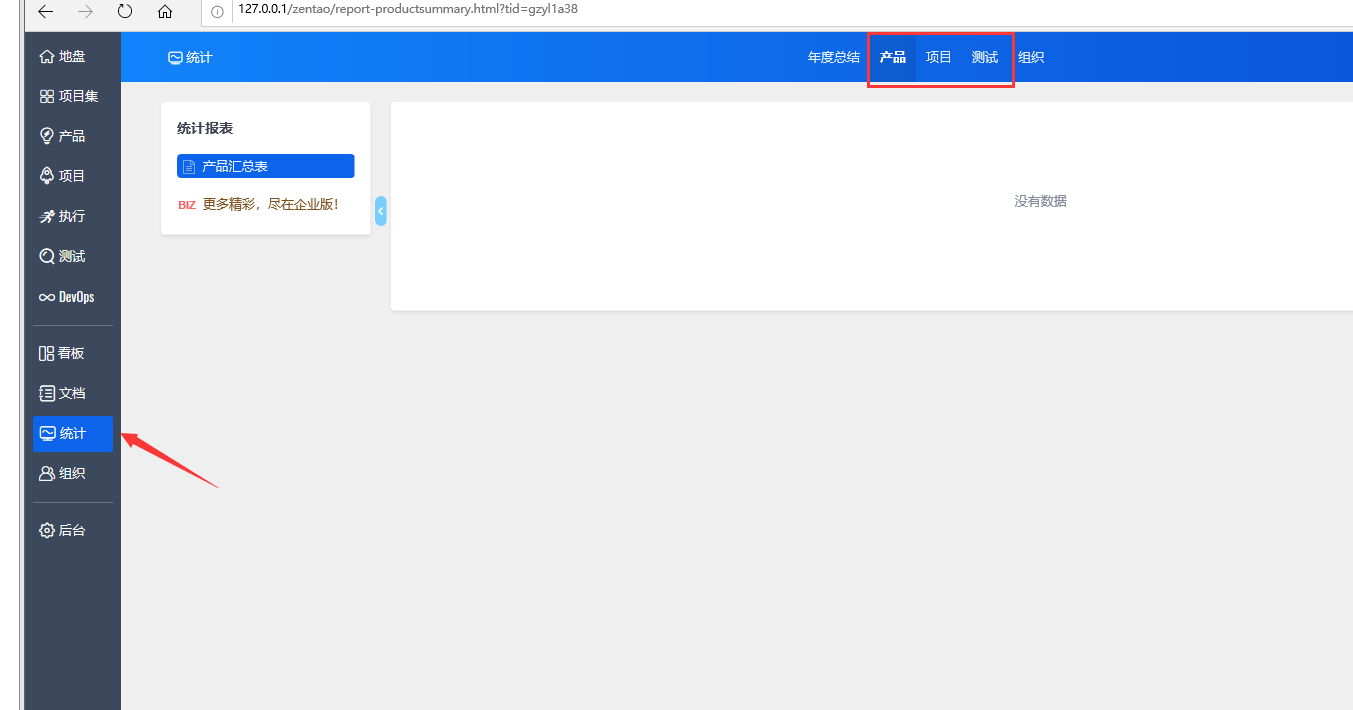 127.0.0.1/zentao/report-productsummary.html?tid=gzyl1a38
地盘
项目集
产品
项目
执行
测试
DevOps
看板
文档
统计
组织
后台
统计
年度总结 产品 项目 测试 组织
统计报表
产品汇总表
BIZ 更多精彩，尽在企业版！
没有数据